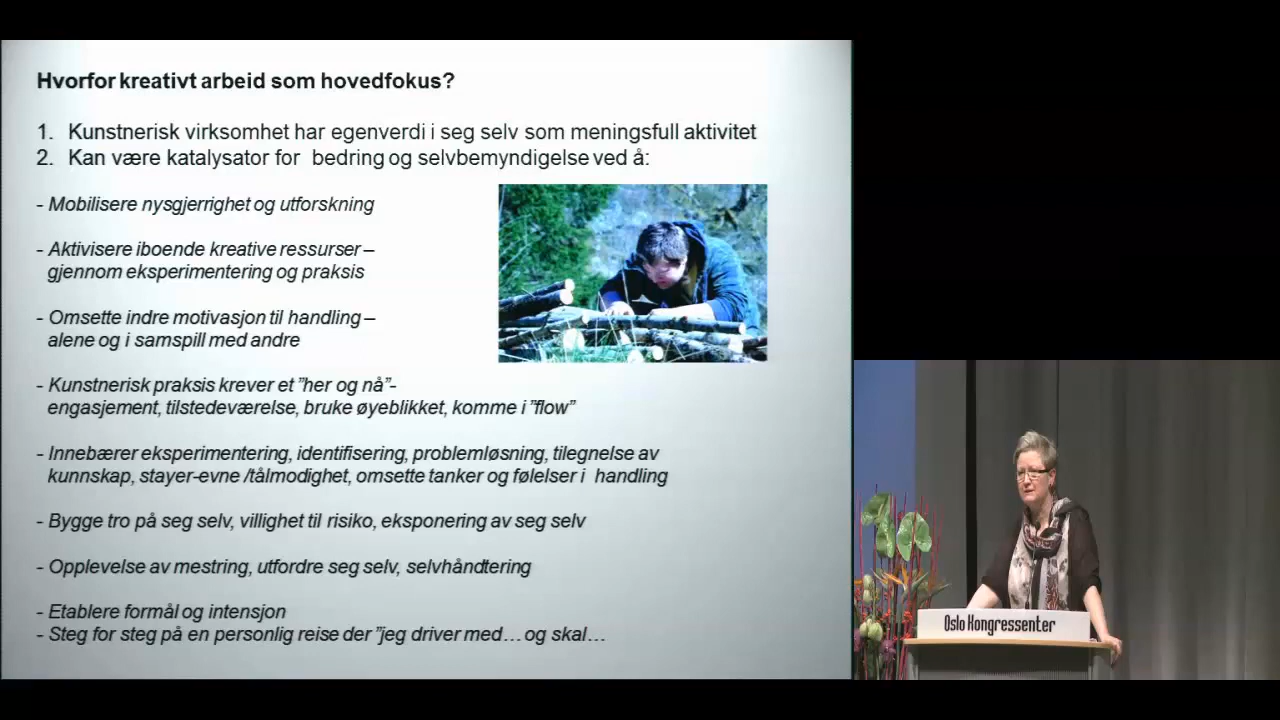 Hvorfor kreativt arbeid som hovedfokus?
1. Kunstnerisk virksomhet har egenverdi i seg selv som meningsfull aktivitet
2. Kan være katalysator for bedring og selvbemyndigelse ved å:
- Mobilisere nysgjerrighet og utforskning
- Aktivisere iboende kreative ressurser –
gjennom eksperimentering og praksis
- Omsette indre motivasjon til handling –
alene og i samspill med andre
- Kunstnerisk praksis krever et ”her og nå”-
engasjement, tilstedeværelse, bruke øyeblikket, komme i ”flow”
- Innebærer eksperimentering, identifisering, problemløsning, tilegnelse av
kunnskap, stayer-evne /tålmodighet, omsette tanker og følelser i handling
- Bygge tro på seg selv, villighet til risiko, eksponering av seg selv
- Opplevelse av mestring, utfordre seg selv, selvhåndtering
- Etablere formål og intensjon
- Steg for steg på en personlig reise der ”jeg driver med… og skal…
Oslo Kongressenter